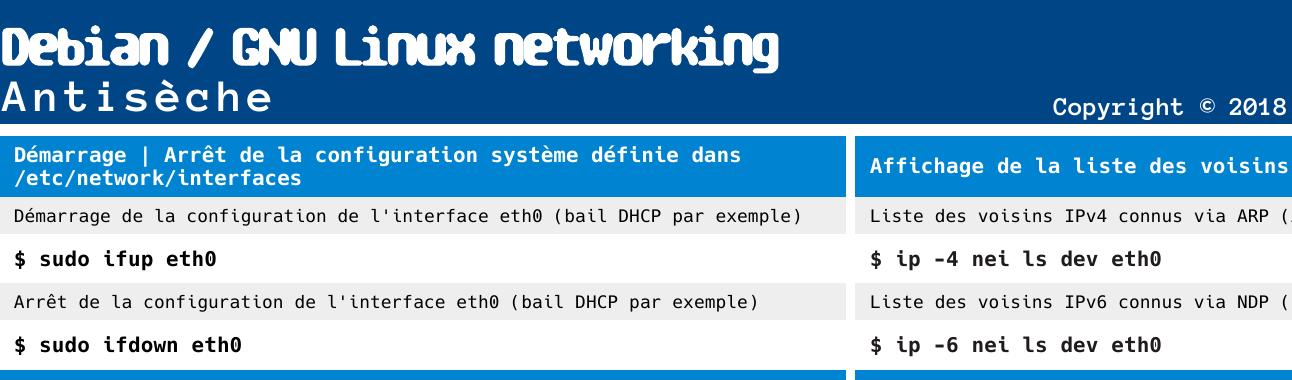 Debian / GNU Linux networking
Antisèche
Copyright © 2018
Démarrage | Arrêt de la configuration système définie dans
/etc/network/interfaces
Démarrage de la configuration de l'interface eth0 (bail DHCP par exemple)
$ sudo ifup eth0
Arrêt de la configuration de l'interface eth0 (bail DHCP par exemple)
$ sudo ifdown eth0
Affichage de la liste des voisins
Liste des voisins IPv4 connus via ARP (
$ ip -4 nei ls dev eth0
Liste des voisins IPv6 connus via NDP (
$ ip -6 nei ls dev eth0